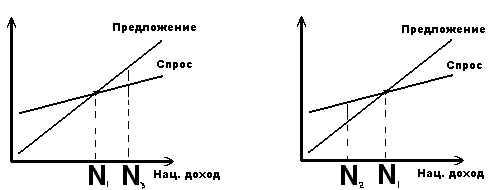 Предложение
Спрос
N₁ N₃ Нац. доход
Предложение
Спрос
N₂ N₁ Нац. доход